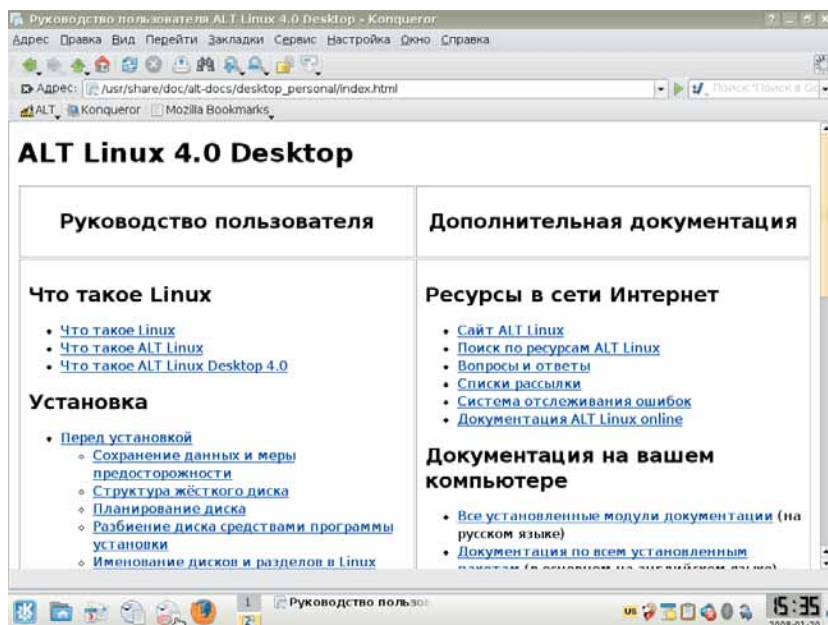 Руководство пользователя ALT Linux 4.0 Desktop - Konqueror
Адрес Правка Вид Перейти Закладки Сервис Настройка Окно Справка
Адрес: /usr/share/doc/alt-docs/desktop_personal/index.html
ALT Konqueror Mozilla Bookmarks
ALT Linux 4.0 Desktop
Руководство пользователя
Что такое Linux
Что такое Linux
Что такое ALT Linux
Что такое ALT Linux Desktop 4.0
Установка
Перед установкой
Сохранение данных и меры
предосторожности
Структура жёсткого диска
Планирование диска
Разбиение диска средствами программы
установки
Именование дисков и разделов в Linux
Дополнительная документация
Ресурсы в сети Интернет
Сайт ALT Linux
Поиск по ресурсам ALT Linux
Вопросы и ответы
Списки рассылки
Система отслеживания ошибок
Документация ALT Linux online
Документация на вашем
компьютере
Все установленные модули документации (на
русском языке)
Документация по всем установленным
1
2
Руководство польз
us
15:35